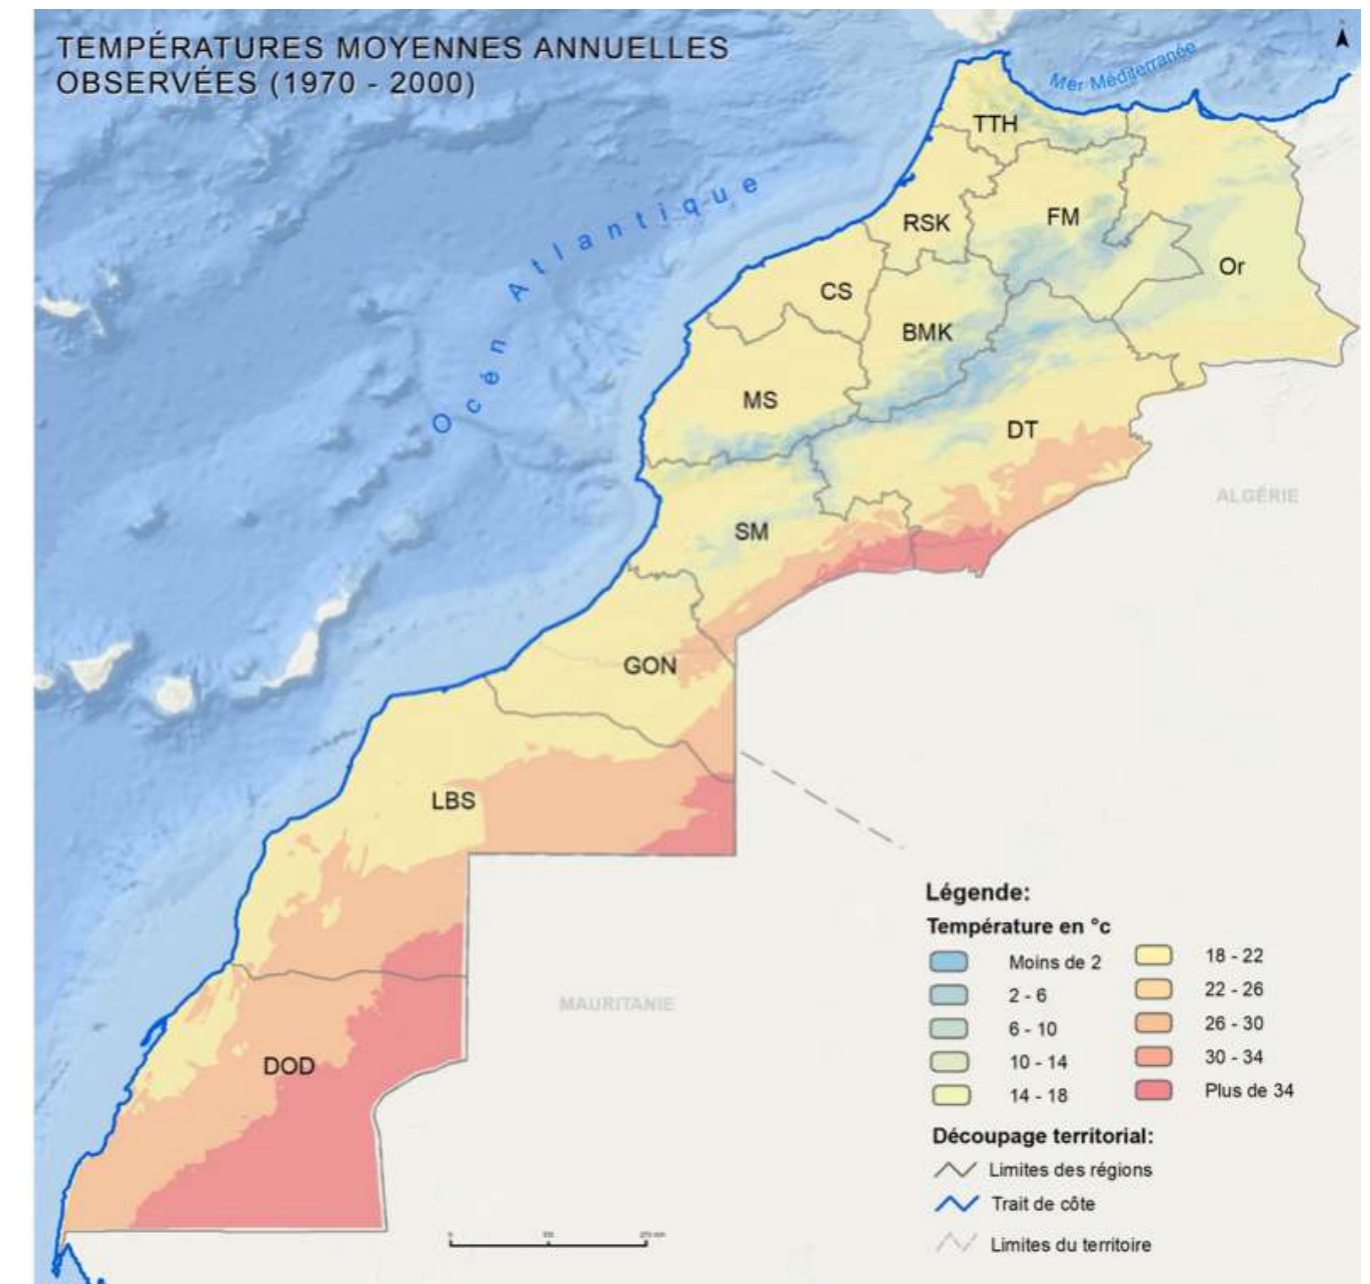 TEMPÉRATURES MOYENNES ANNUELLES
OBSERVÉES (1970 - 2000)
Mer Méditerranée
Océn Atlantique
TTH
RSK
FM
Or
CS
BMK
MS
DT
ALGÉRIE
SM
GON
LBS
MAURITANIE
DOD
Légende:
Température en °c
Moins de 2
2 - 6
6 - 10
10 - 14
14 - 18
18 - 22
22 - 26
26 - 30
30 - 34
Plus de 34
Découpage territorial:
Limites des régions
Trait de côte
Limites du territoire